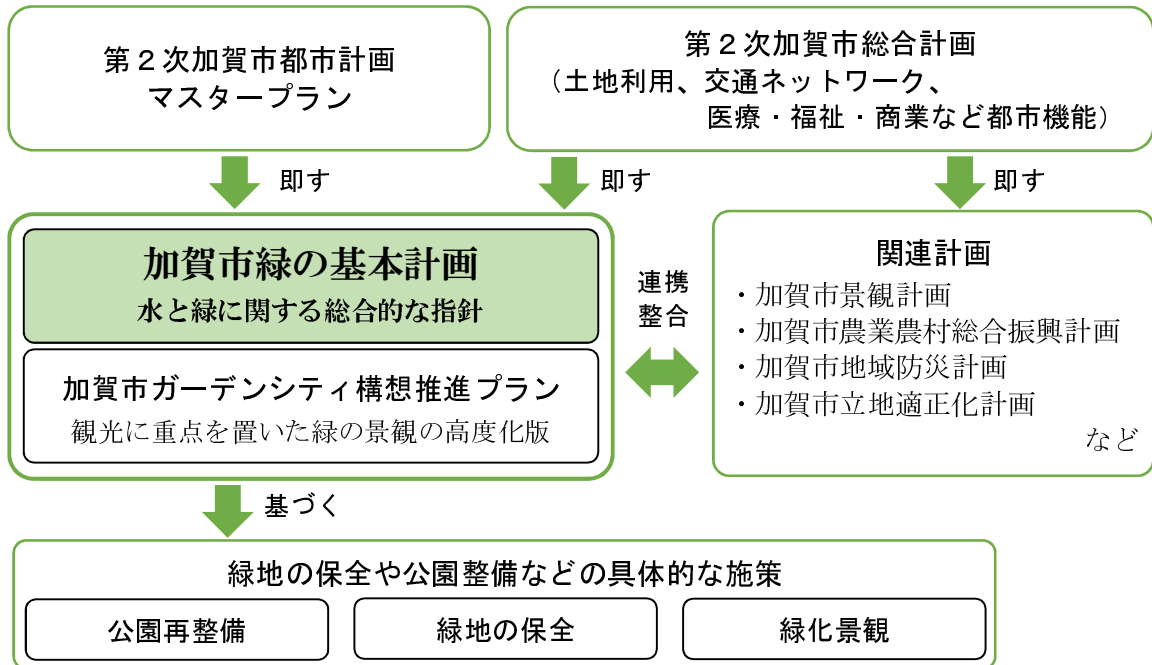 第２次加賀市都市計画
マスタープラン
第２次加賀市総合計画
（土地利用、交通ネットワーク、
医療・福祉・商業など都市機能）
即す
即す
即す
加賀市緑の基本計画
水と緑に関する総合的な指針
加賀市ガーデンシティ構想推進プラン
観光に重点を置いた緑の景観の高度化版
連携
整合
関連計画
・加賀市景観計画
・加賀市農業農村総合振興計画
・加賀市地域防災計画
・加賀市立地適正化計画
など
基づく
緑地の保全や公園整備などの具体的な施策
公園再整備
緑地の保全
緑化景観